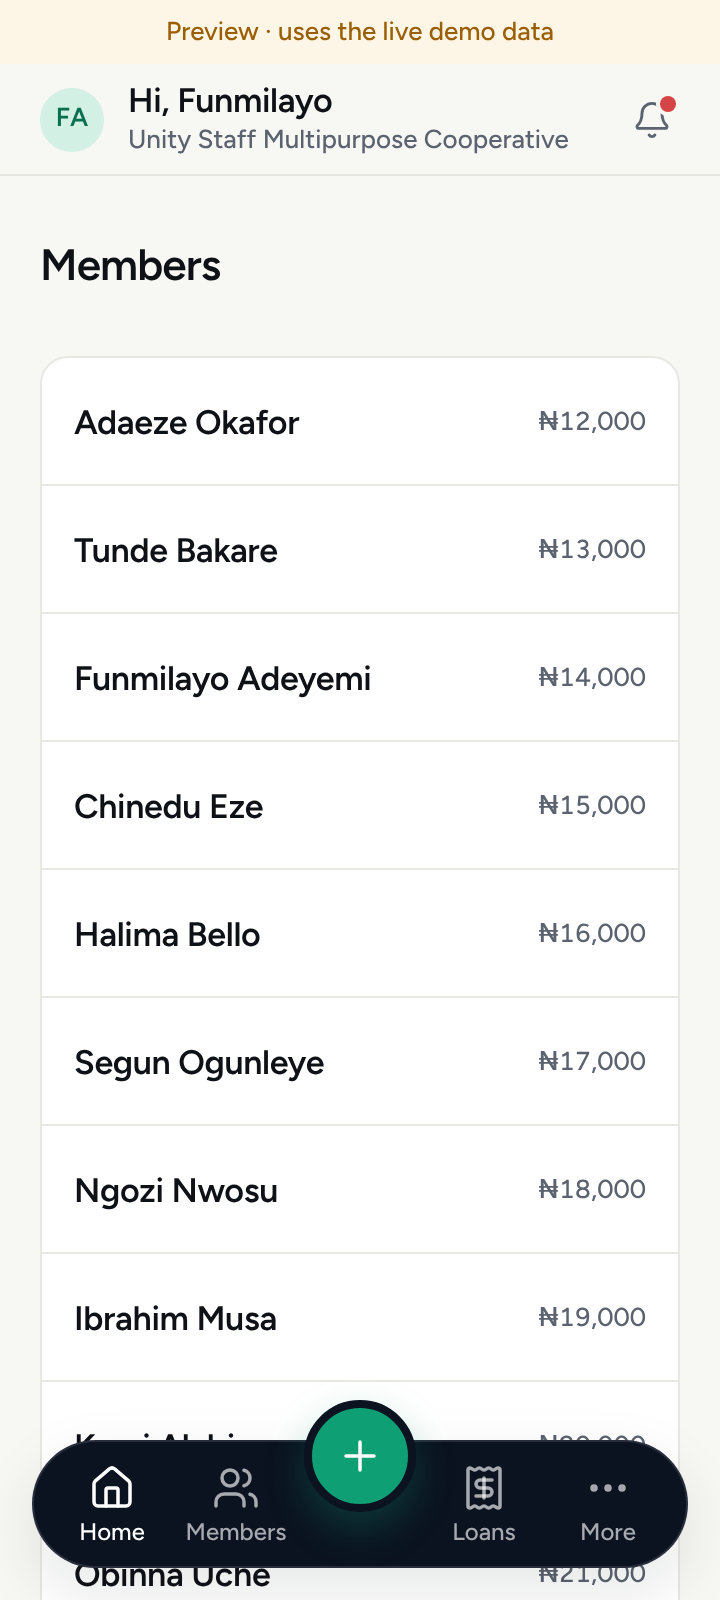 Preview · uses the live demo data
FA
Hi, Funmilayo
Unity Staff Multipurpose Cooperative
Members
Adaeze Okafor ₦12,000
Tunde Bakare ₦13,000
Funmilayo Adeyemi ₦14,000
Chinedu Eze ₦15,000
Halima Bello ₦16,000
Segun Ogunleye ₦17,000
Ngozi Nwosu ₦18,000
Ibrahim Musa ₦19,000
Home Members Loans More
Obinna Uche ₦21,000